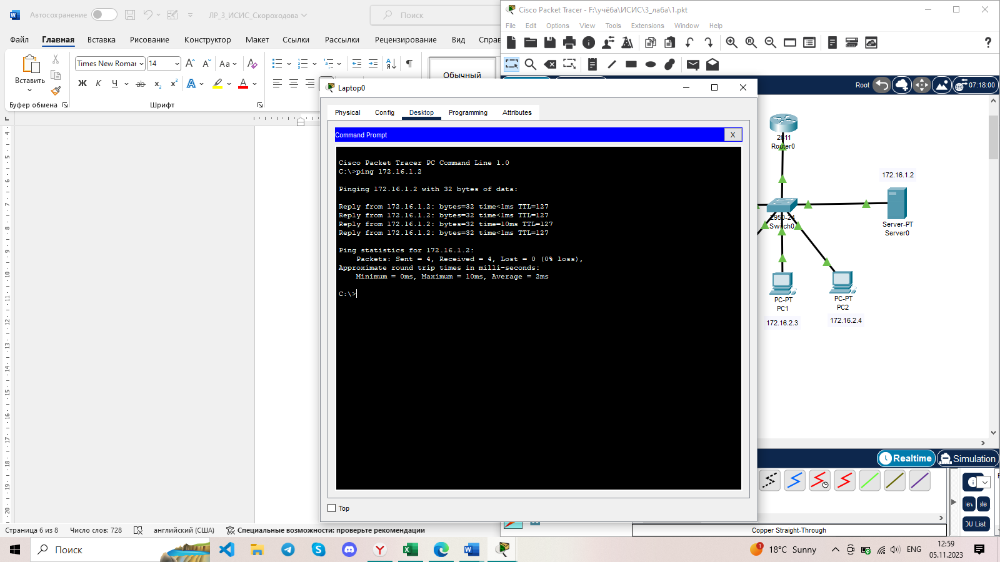 Автосохранение
ЛР_3_ИСИС_Скороходова
Поиск
Файл
Главная
Вставка
Рисование
Конструктор
Макет
Ссылки
Рассылки
Рецензирование
Вид
Справ
Вставить
Times New Romar
14
Aa
Ж К Ч ab x₂ x²
Обычный
Буфер обмена
Шрифт
Cisco Packet Tracer - F:\учёба\ИСИС\3_лаба\1.pkt
File Edit Options View Tools Extensions Window Help
Root
07:18:00
Laptop0
Physical Config Desktop Programming Attributes
Command Prompt
X
Cisco Packet Tracer PC Command Line 1.0
C:\>ping 172.16.1.2
Pinging 172.16.1.2 with 32 bytes of data:
Reply from 172.16.1.2: bytes=32 time<1ms TTL=127
Reply from 172.16.1.2: bytes=32 time<1ms TTL=127
Reply from 172.16.1.2: bytes=32 time=10ms TTL=127
Reply from 172.16.1.2: bytes=32 time<1ms TTL=127
Ping statistics for 172.16.1.2:
Packets: Sent = 4, Received = 4, Lost = 0 (0% loss),
Approximate round trip times in milli-seconds:
Minimum = 0ms, Maximum = 10ms, Average = 2ms
C:\>
Top
2811
Router0
172.16.1.2
2950-24
Switch0
Server-PT
Server0
PC-PT
PC1
172.16.2.3
PC-PT
PC2
172.16.2.4
Realtime
Simulation
Copper Straight-Through
Страница 6 из 8
Число слов: 728
английский (США)
Специальные возможности: проверьте рекомендации
Поиск
1
18°C Sunny
ENG
12:59
05.11.2023